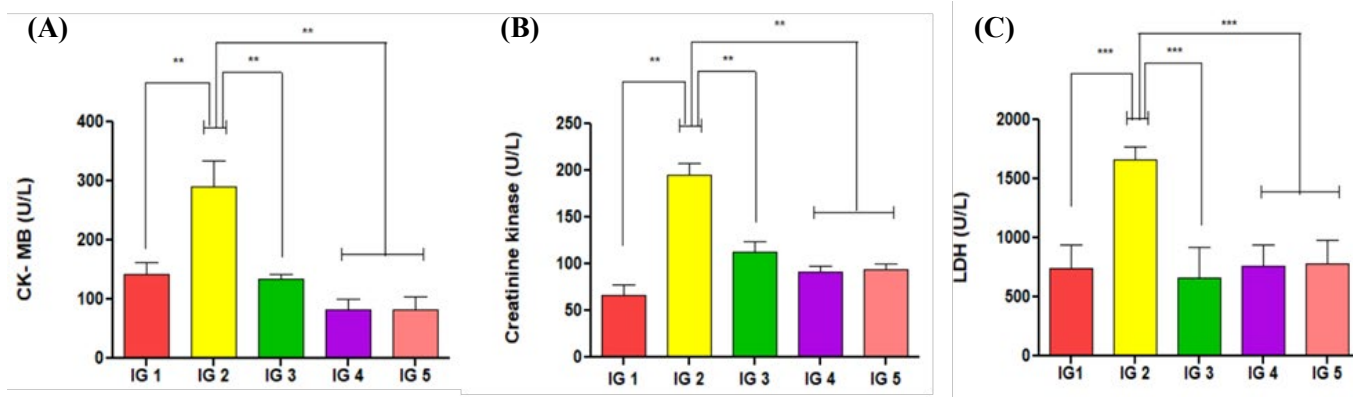 (A)
**
**
**
CK- MB (U/L)
400
300
200
100
0
IG 1
IG 2
IG 3
IG 4
IG 5
(B)
**
**
**
Creatinine kinase (U/L)
250
200
150
100
50
0
IG 1
IG 2
IG 3
IG 4
IG 5
(C)
***
***
***
LDH (U/L)
2000
1500
1000
500
0
IG1
IG 2
IG 3
IG 4
IG 5